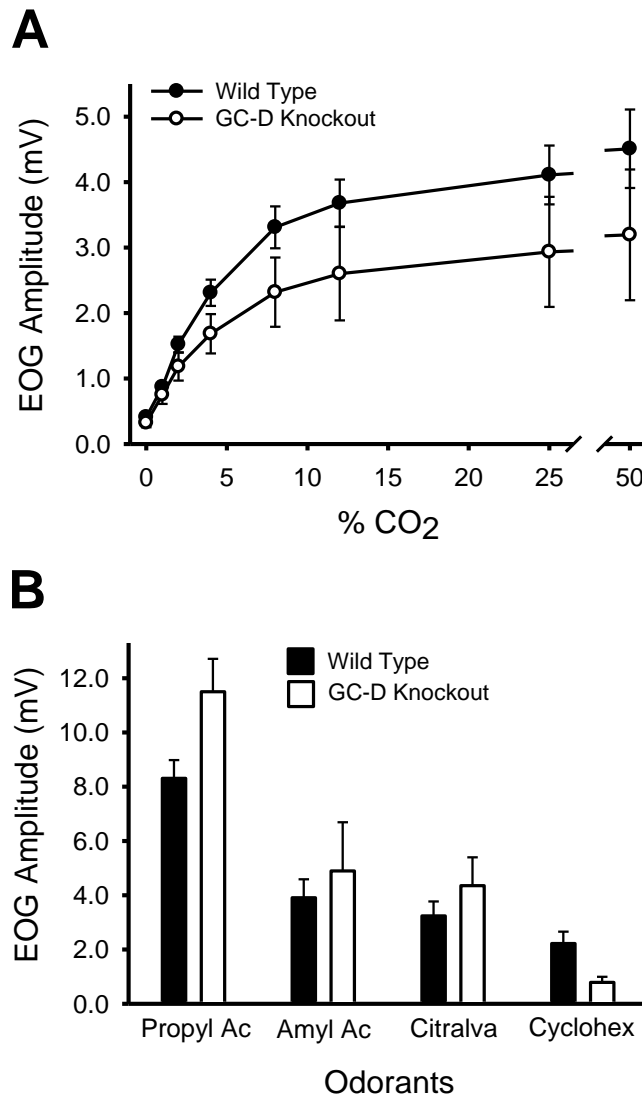 A
Wild Type
GC-D Knockout
EOG Amplitude (mV)
5.0
4.0
3.0
2.0
1.0
0.0
0 5 10 15 20 25 50
% CO2
B
Wild Type
GC-D Knockout
EOG Amplitude (mV)
12.0
10.0
8.0
6.0
4.0
2.0
0.0
Propyl Ac Amyl Ac Citralva Cyclohex
Odorants